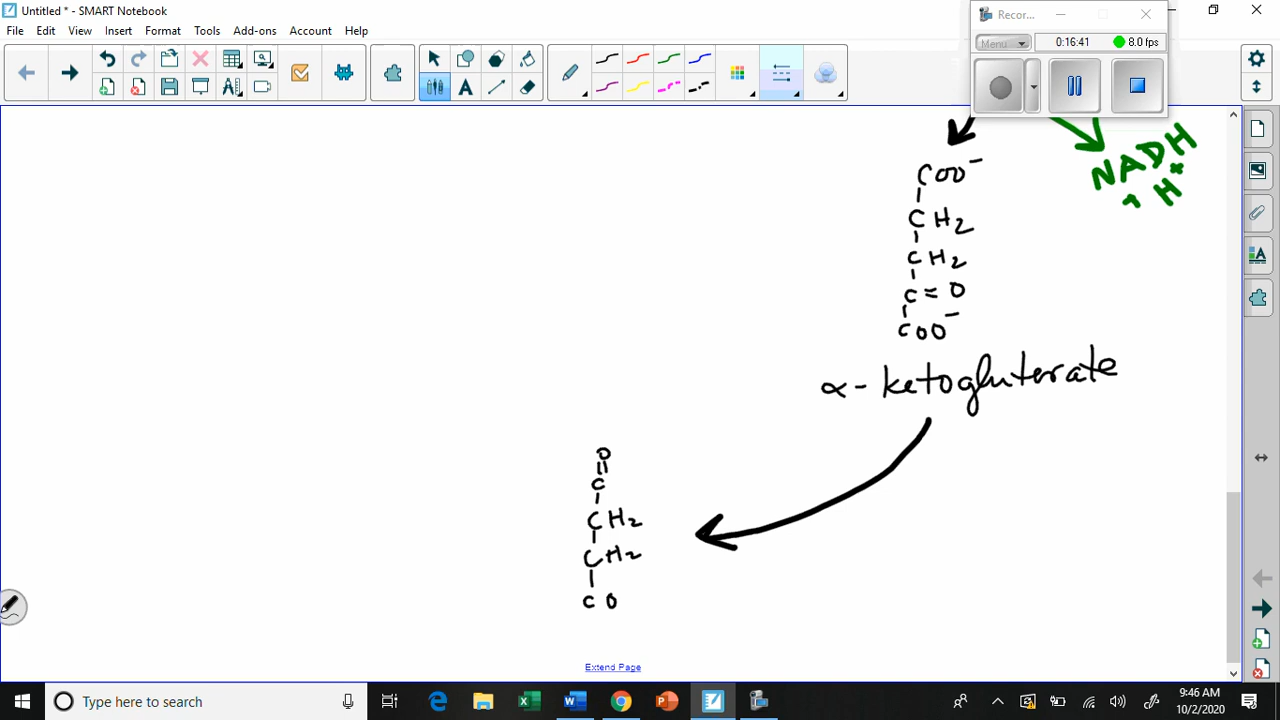 Untitled * - SMART Notebook
File Edit View Insert Format Tools Add-ons Account Help
Recor...
Menu
0:16:41
8.0 fps
NADH
+ H+
COO-
CH2
CH2
C=O
COO-
α-ketogluterate
O
C
CH2
CH2
CO
Extend Page
Type here to search
9:46 AM
10/2/2020